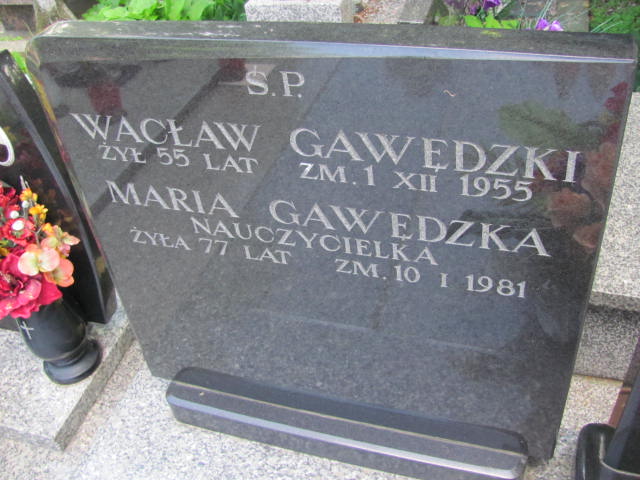 Ś.P.
WACŁAW GAWĘDZKI
ŻYŁ 55 LAT ZM. 1 XII 1955
MARIA GAWĘDZKA
NAUCZYCIELKA
ŻYŁA 77 LAT ZM. 10 I 1981